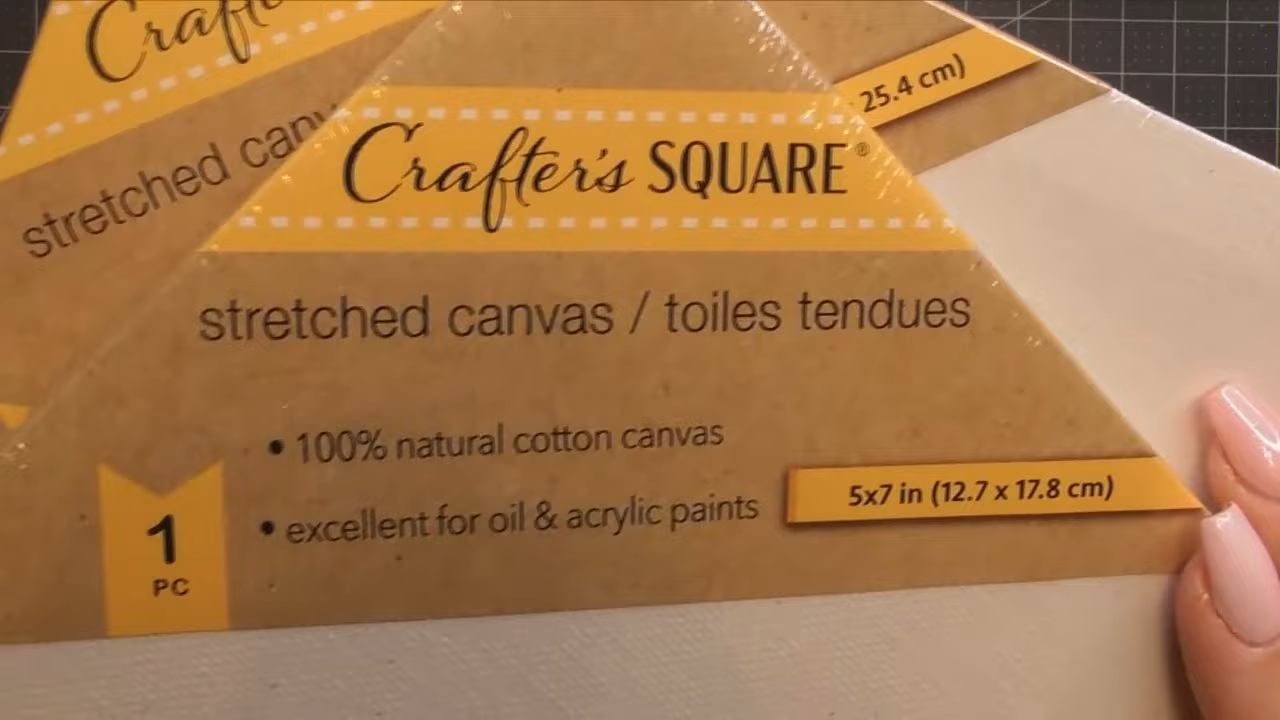 Crafter's SQUARE®
stretched canvas / toiles tendues
• 100% natural cotton canvas
• excellent for oil & acrylic paints
5x7 in (12.7 x 17.8 cm)
1
PC
stretched
25.4 cm)